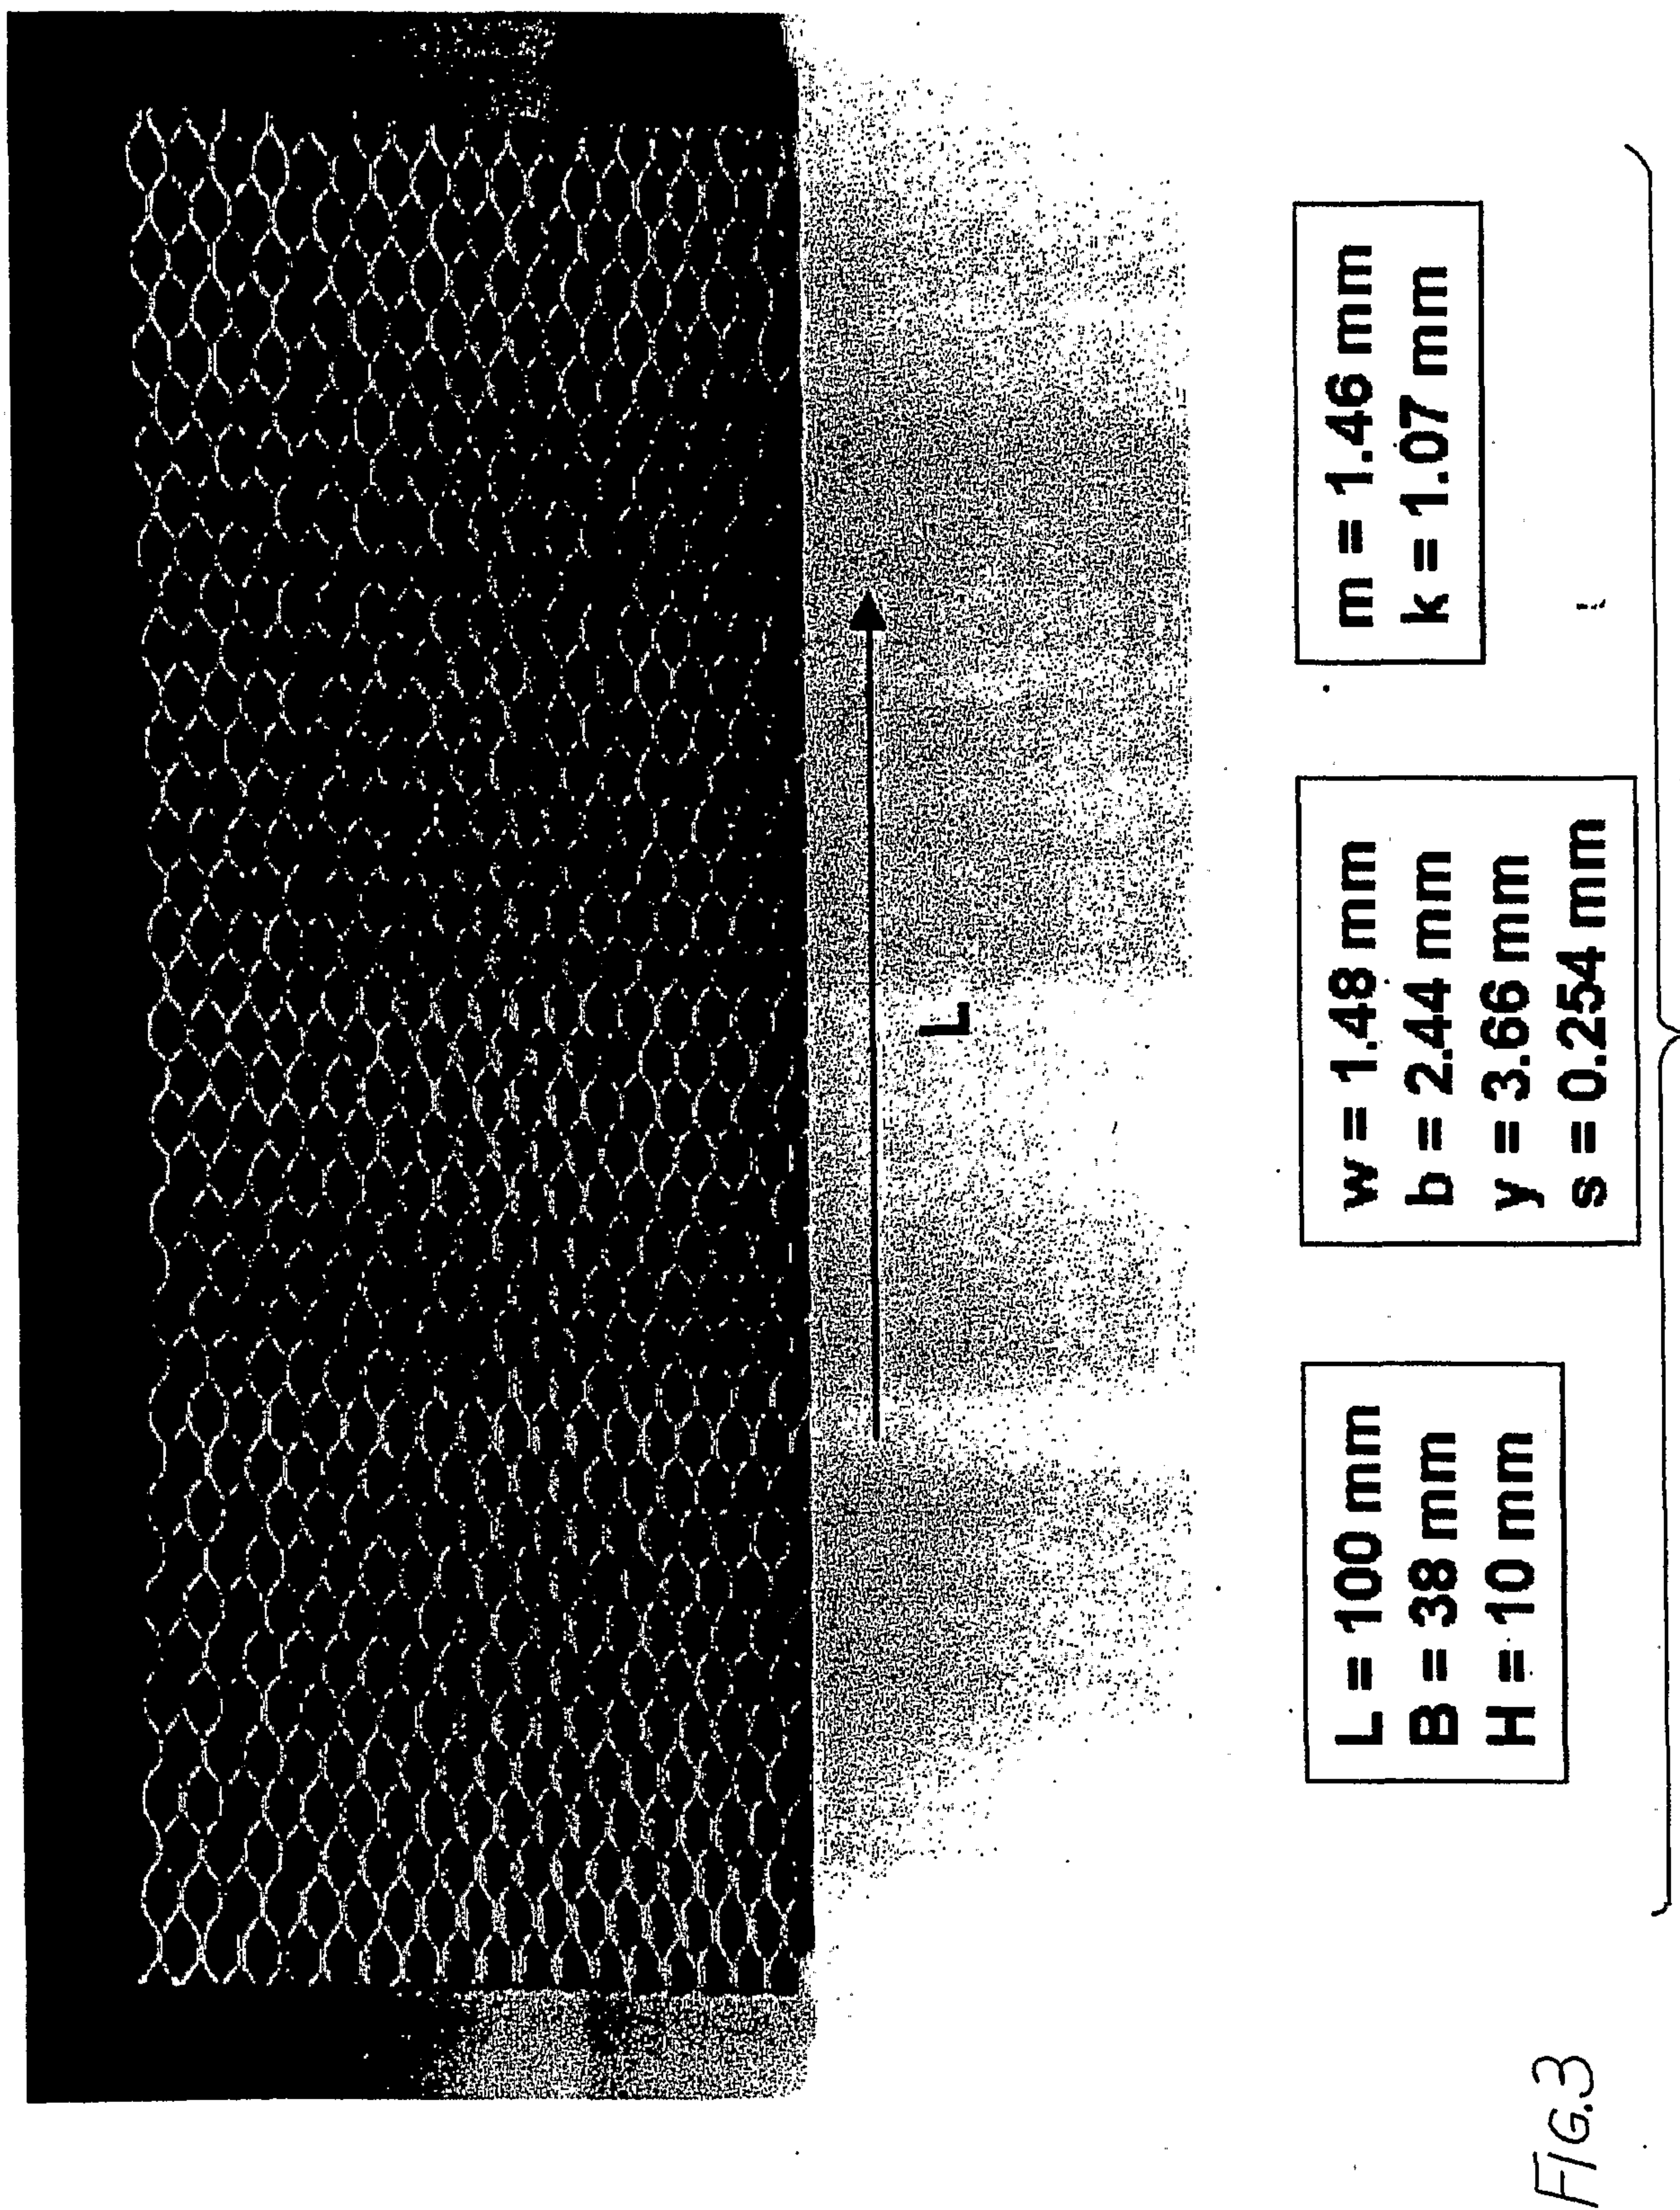 L
L = 100 mm
B = 38 mm
H = 10 mm
w = 1.48 mm
b = 2.44 mm
y = 3.66 mm
s = 0.254 mm
m = 1.46 mm
k = 1.07 mm
FIG.3